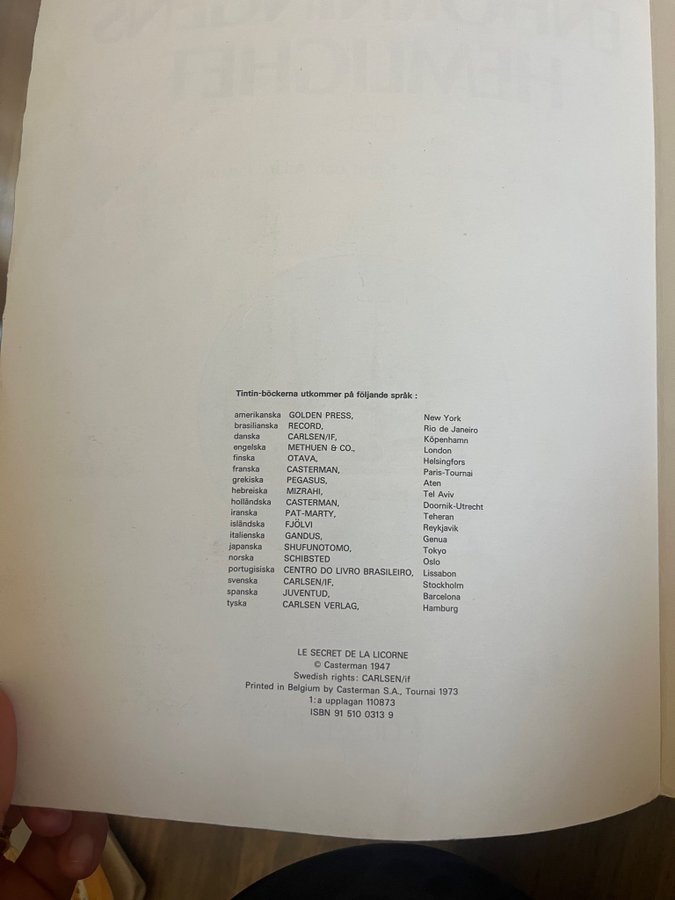 Tintin-böckerna utkommer på följande språk :
amerikanska GOLDEN PRESS, New York
brasilianska RECORD, Rio de Janeiro
danska CARLSEN/IF, Köpenhamn
engelska METHUEN & CO., London
finska OTAVA, Helsingfors
franska CASTERMAN, Paris-Tournai
grekiska PEGASUS, Aten
hebreiska MIZRAHI, Tel Aviv
holländska CASTERMAN, Doornik-Utrecht
iranska PAT-MARTY, Teheran
isländska FJÖLVI Reykjavik
italienska GANDUS, Genua
japanska SHUFUNOTOMO, Tokyo
norska SCHIBSTED Oslo
portugisiska CENTRO DO LIVRO BRASILEIRO, Lissabon
svenska CARLSEN/IF, Stockholm
spanska JUVENTUD, Barcelona
tyska CARLSEN VERLAG, Hamburg
LE SECRET DE LA LICORNE
© Casterman 1947
Swedish rights: CARLSEN/if
Printed in Belgium by Casterman S.A., Tournai 1973
1:a upplagan 110873
ISBN 91 510 0313 9